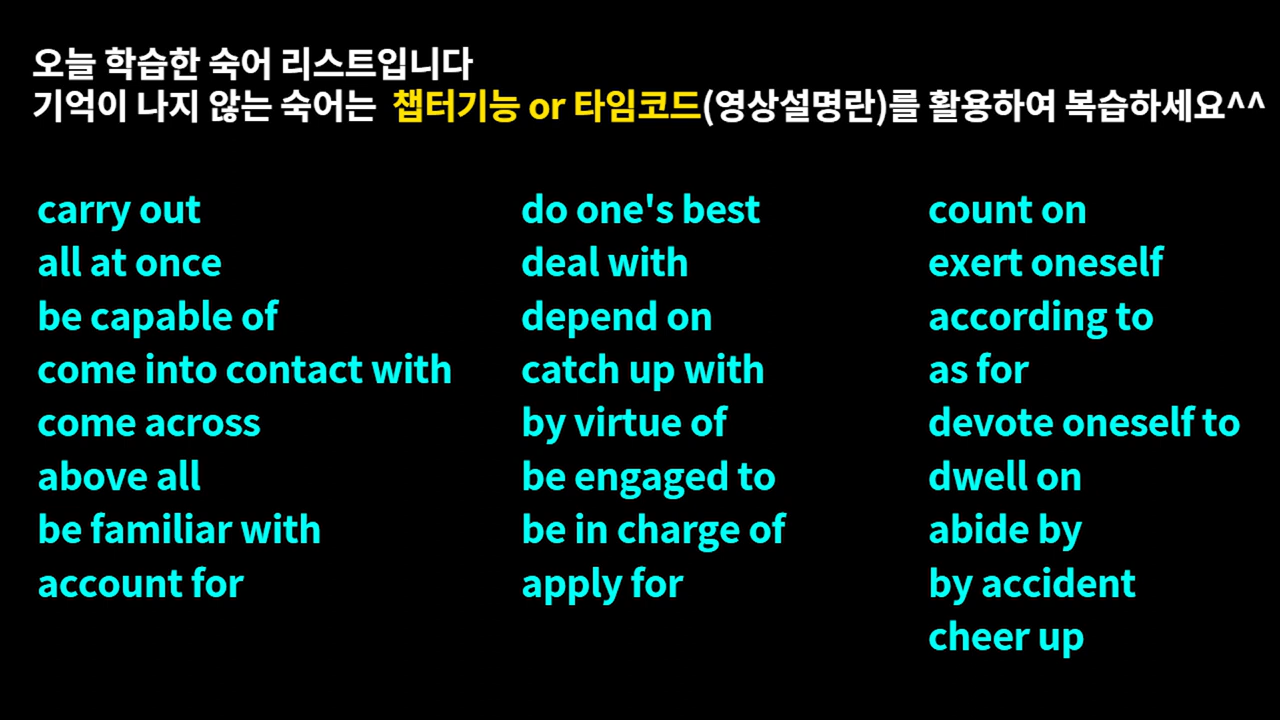 오늘 학습한 숙어 리스트입니다
기억이 나지 않는 숙어는 챕터기능 or 타임코드(영상설명란)를 활용하여 복습하세요^^
carry out
all at once
be capable of
come into contact with
come across
above all
be familiar with
account for
do one's best
deal with
depend on
catch up with
by virtue of
be engaged to
be in charge of
apply for
count on
exert oneself
according to
as for
devote oneself to
dwell on
abide by
by accident
cheer up